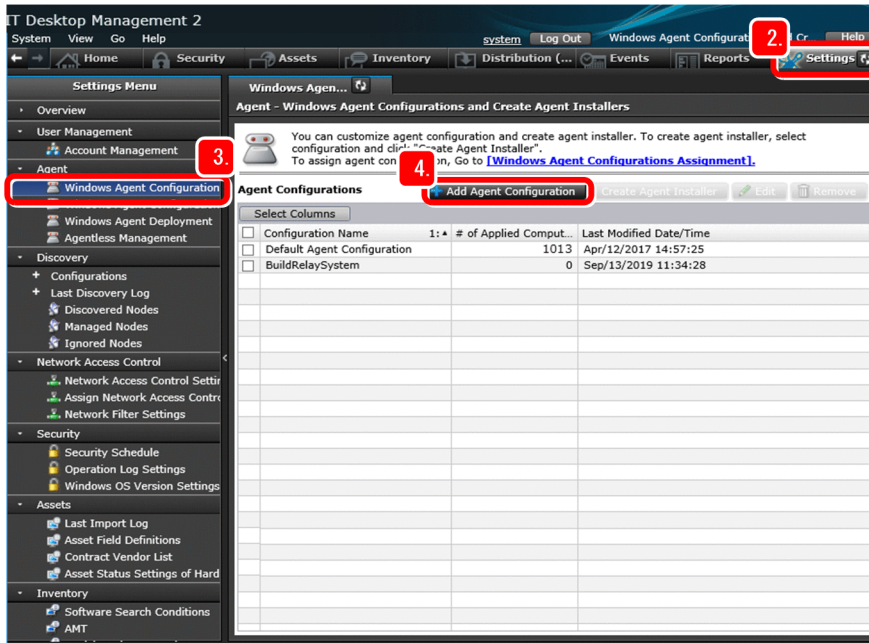 IT Desktop Management 2
System View Go Help
system Log Out Windows Agent Configurat Cr... Help
2.
Home Security Assets Inventory Distribution (... Events Reports Settings
Settings Menu
Overview
User Management
Account Management
3.
Agent
Windows Agent Configuration
Windows Agent Deployment
Agentless Management
Discovery
+ Configurations
+ Last Discovery Log
Discovered Nodes
Managed Nodes
Ignored Nodes
Network Access Control
Network Access Control Settin
Assign Network Access Contro
Network Filter Settings
Security
Security Schedule
Operation Log Settings
Windows OS Version Settings
Assets
Last Import Log
Asset Field Definitions
Contract Vendor List
Asset Status Settings of Hard
Inventory
Software Search Conditions
AMT
Windows Agen...
Agent - Windows Agent Configurations and Create Agent Installers
You can customize agent configuration and create agent installer. To create agent installer, select
configuration and click "Create Agent Installer".
To assign agent con on, Go to [Windows Agent Configurations Assignment].
4.
Agent Configurations Add Agent Configuration Create Agent Installer Edit Remove
Select Columns
Configuration Name 1: # of Applied Comput... Last Modified Date/Time
Default Agent Configuration 1013 Apr/12/2017 14:57:25
BuildRelaySystem 0 Sep/13/2019 11:34:28